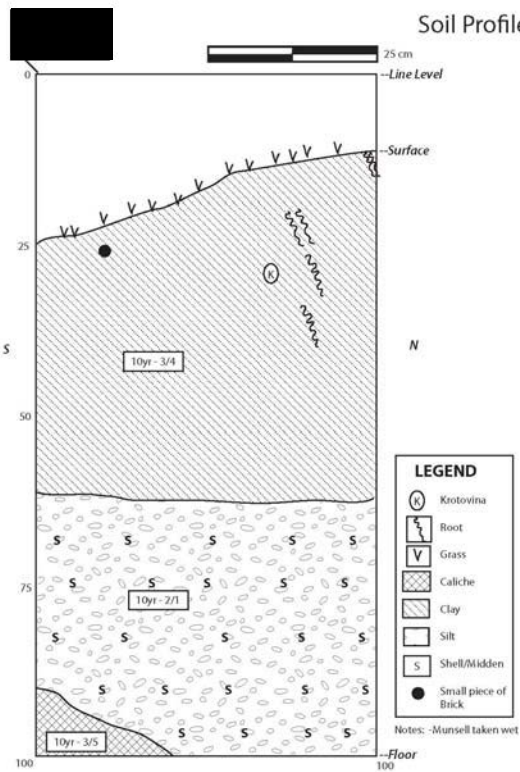 Soil Profile
25 cm
0
--Line Level
--Surface
25
K
S
N
10yr - 3/4
50
S S S S S
75
S S S S S
10yr - 2/1
S S S S S
S S S S S
10yr - 3/5
S S S
100
100
--Floor
LEGEND
K Krotovina
Root
Grass
Caliche
Clay
Silt
S Shell/Midden
Small piece of
Brick
Notes: -Munsell taken wet